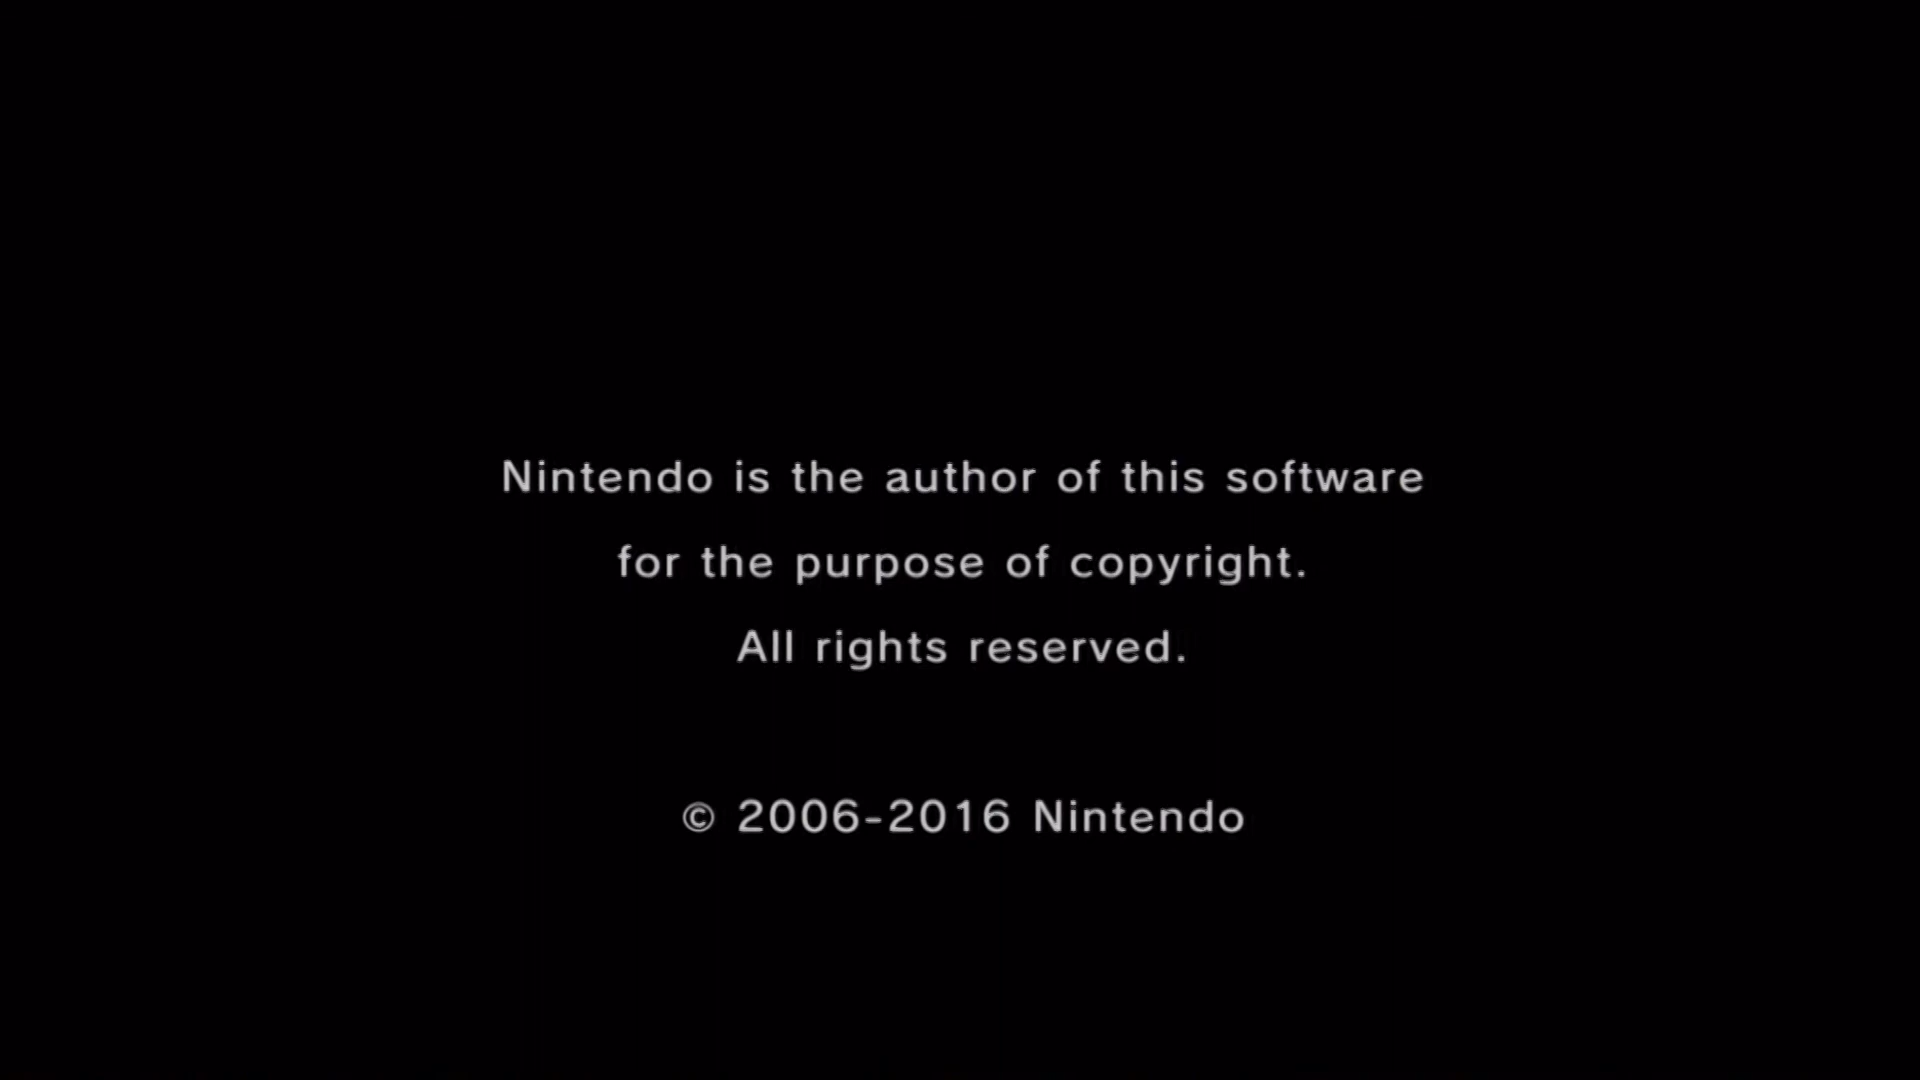 Nintendo is the author of this software
for the purpose of copyright.
All rights reserved.
© 2006-2016 Nintendo